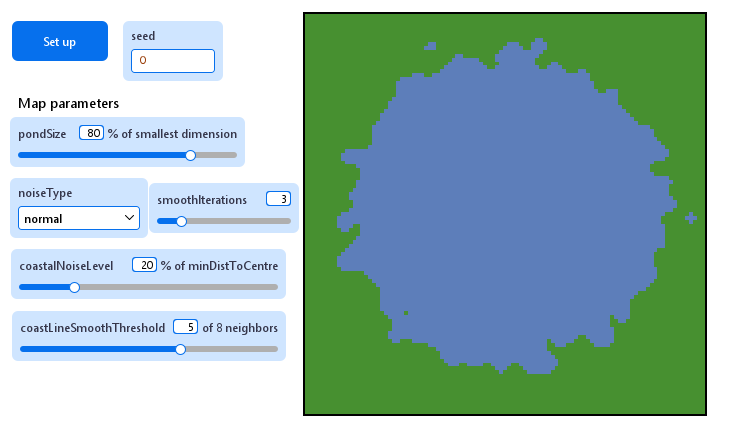 Set up
seed
0
Map parameters
pondSize 80 % of smallest dimension
noiseType
normal
smoothIterations 3
coastalNoiseLevel 20 % of minDistToCentre
coastLineSmoothThreshold 5 of 8 neighbors